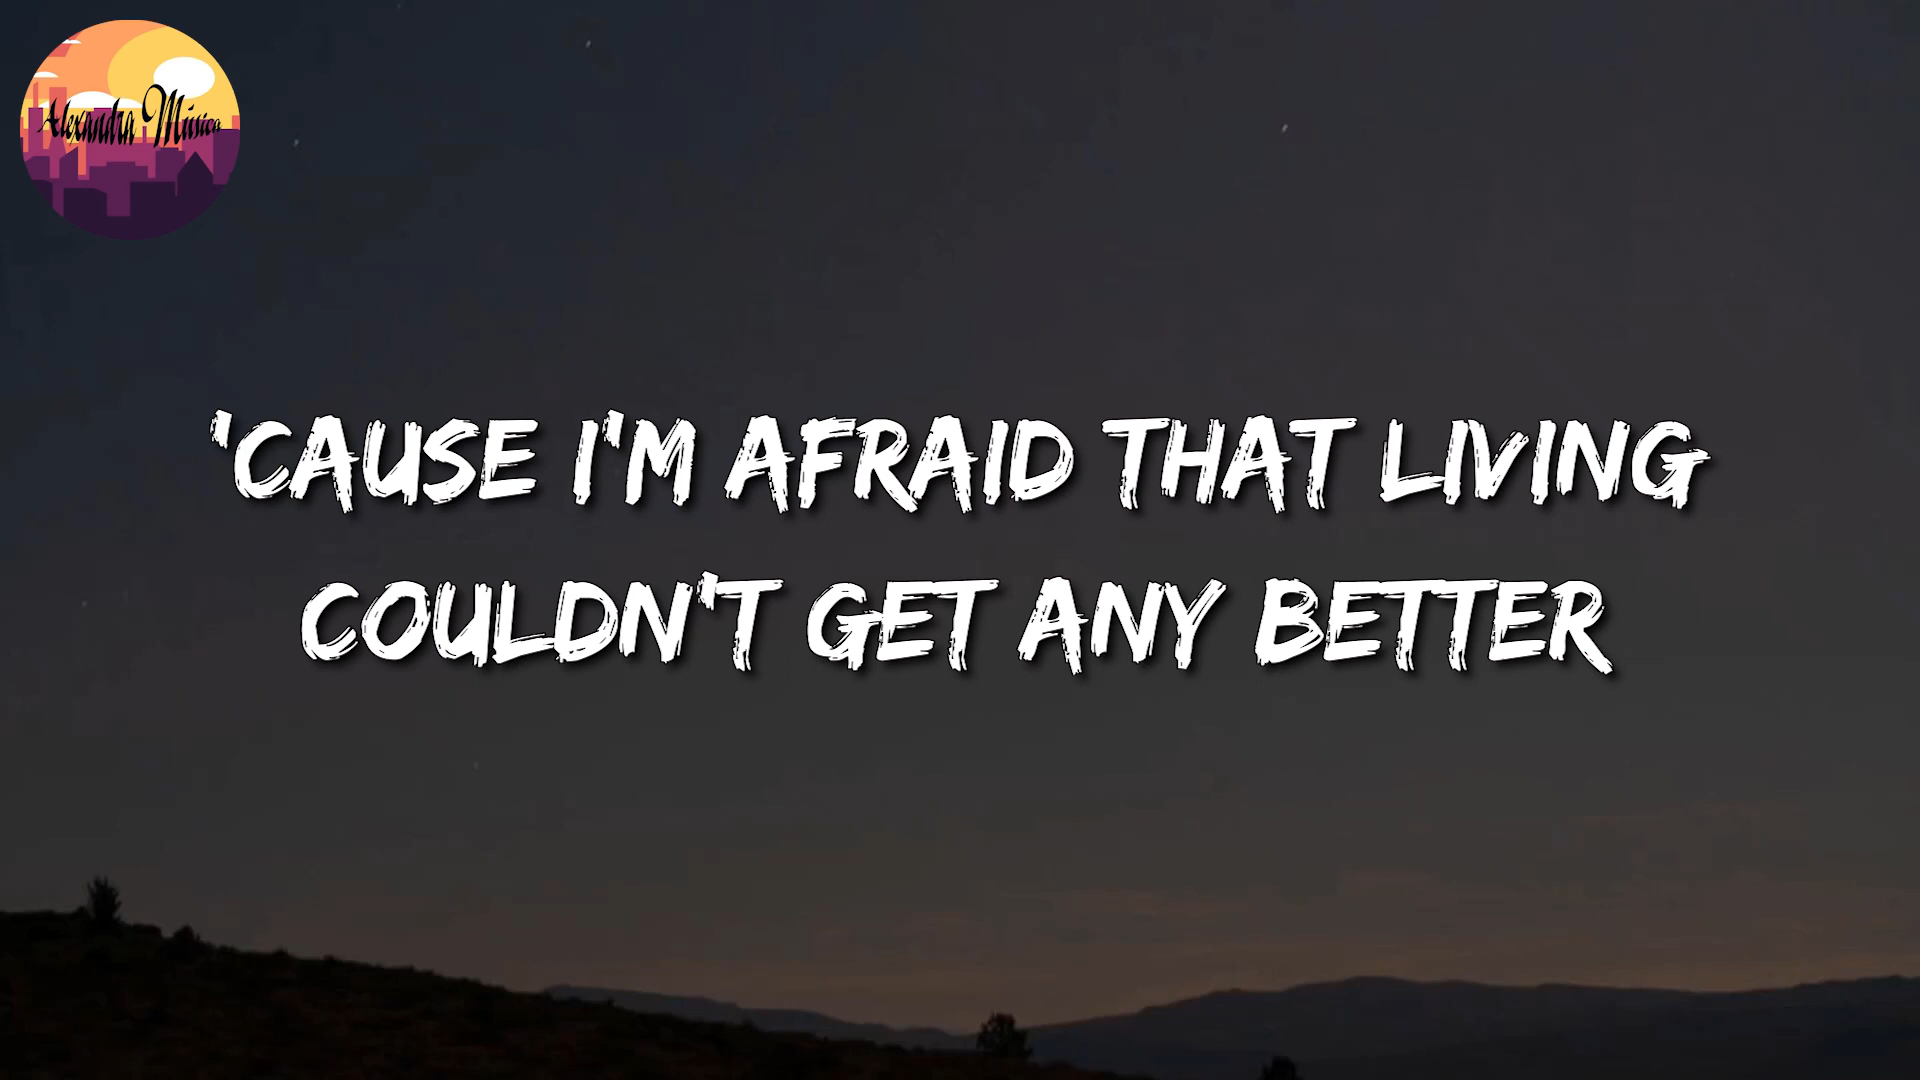 Alexandra Música
'CAUSE I'M AFRAID THAT LIVING
COULDN'T GET ANY BETTER